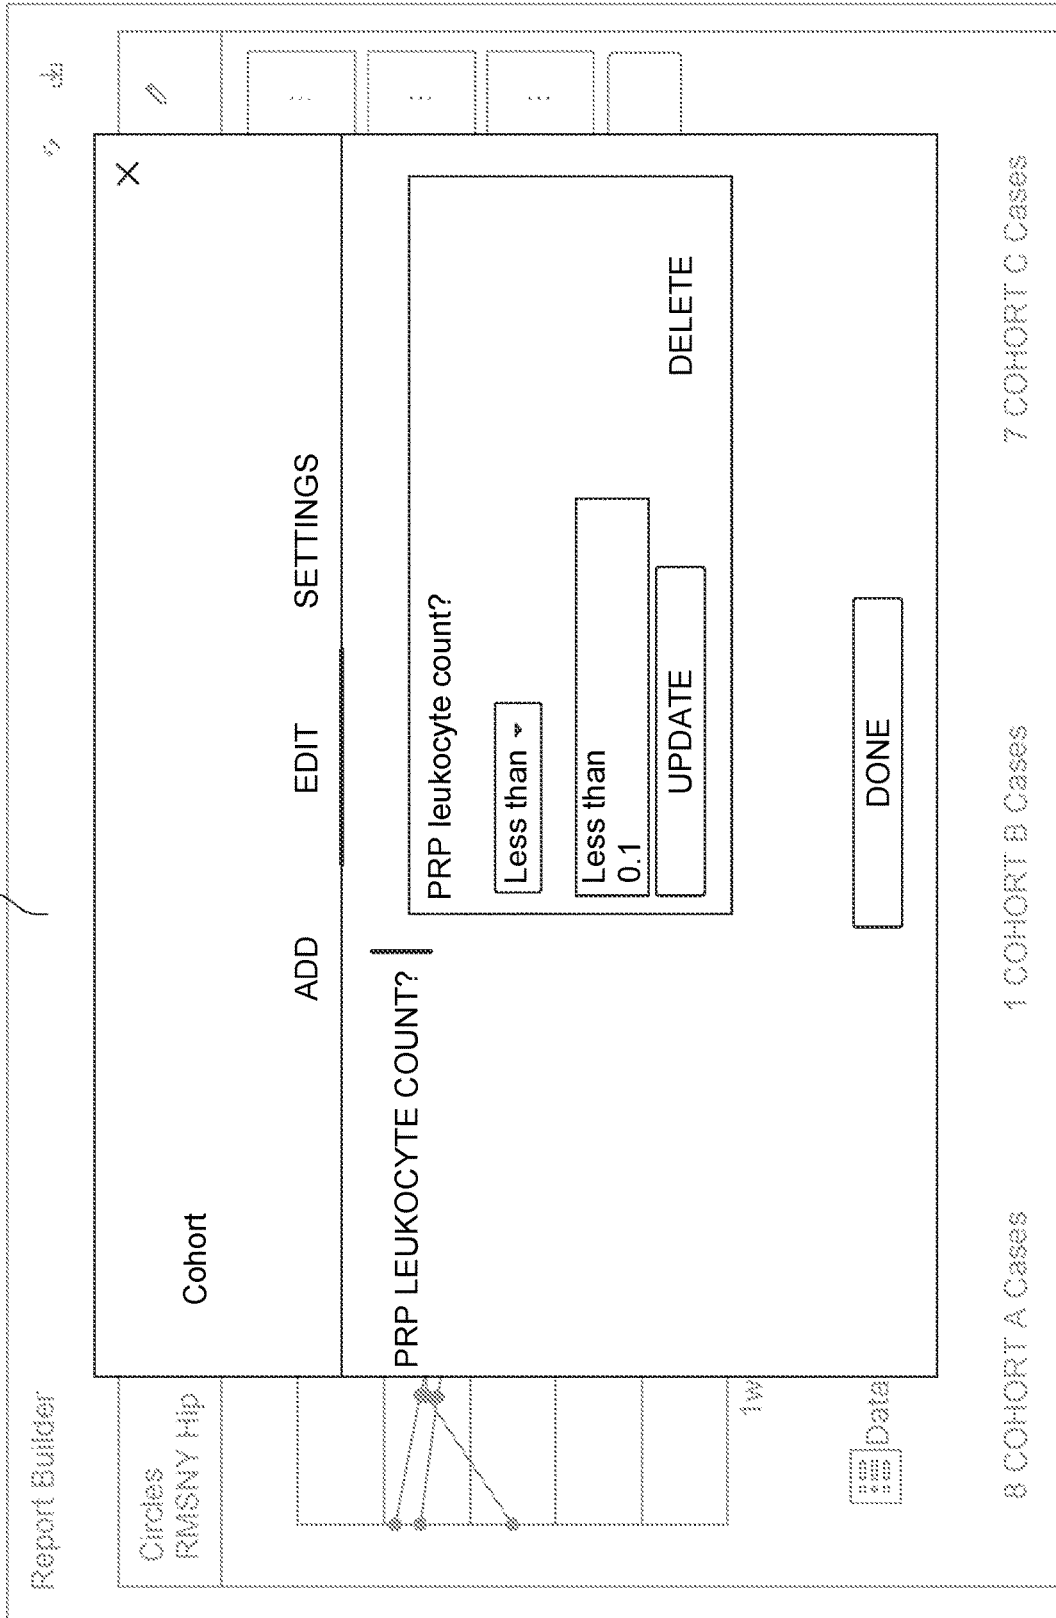 Report Builder
Circles
RMSNY Hip
Cohort
ADD
EDIT
SETTINGS
PRP LEUKOCYTE COUNT?
PRP leukocyte count?
Less than
Less than
0.1
UPDATE
DELETE
1w
Data
DONE
8 COHORT A Cases
1 COHORT B Cases
7 COHORT C Cases